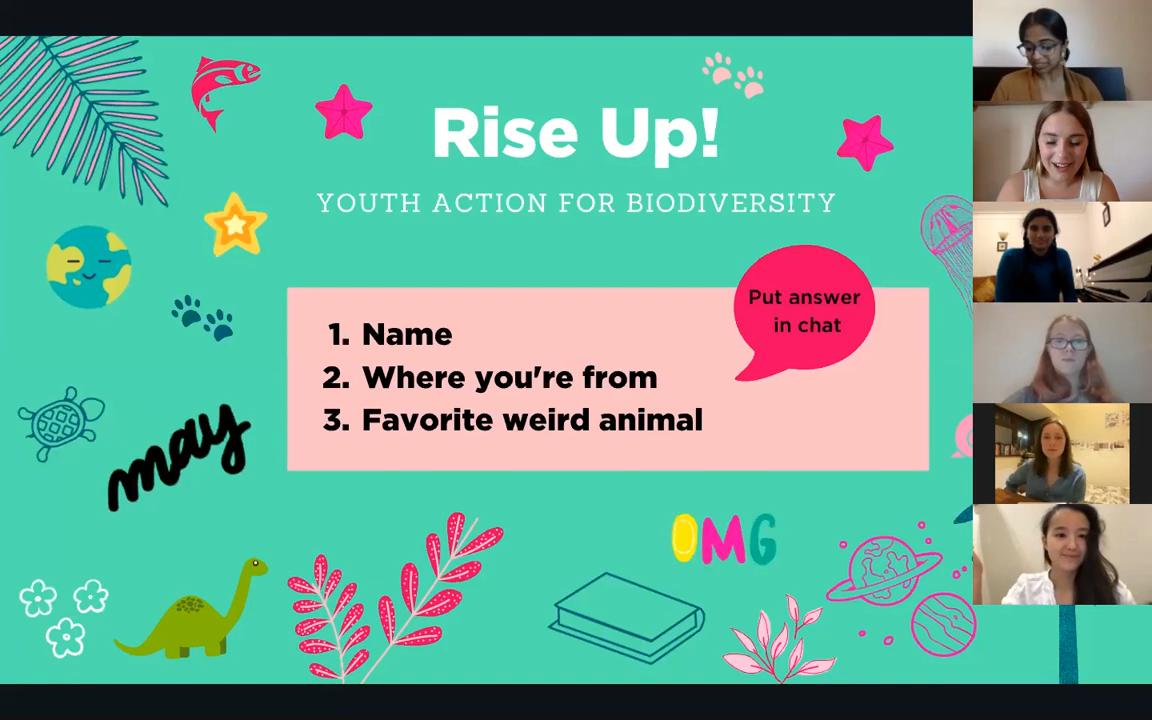 Rise Up!
YOUTH ACTION FOR BIODIVERSITY
Put answer
in chat
1. Name
2. Where you're from
3. Favorite weird animal
may
OMG